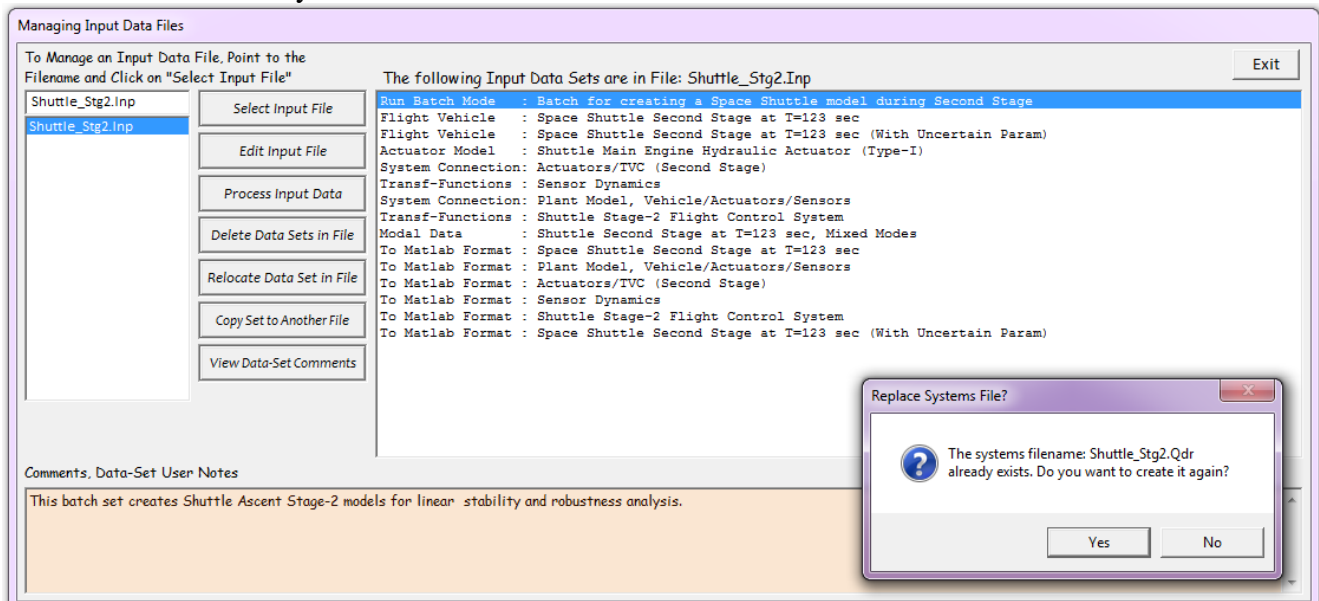 Managing Input Data Files
To Manage an Input Data File, Point to the
Filename and Click on "Select Input File"
The following Input Data Sets are in File: Shuttle_Stg2.Inp
Exit
Shuttle_Stg2.Inp
Shuttle_Stg2.Inp
Select Input File
Edit Input File
Process Input Data
Delete Data Sets in File
Relocate Data Set in File
Copy Set to Another File
View Data-Set Comments
Run Batch Mode : Batch for creating a Space Shuttle model during Second Stage
Flight Vehicle : Space Shuttle Second Stage at T=123 sec
Flight Vehicle : Space Shuttle Second Stage at T=123 sec (With Uncertain Param)
Actuator Model : Shuttle Main Engine Hydraulic Actuator (Type-I)
System Connection: Actuators/TVC (Second Stage)
Transf-Functions : Sensor Dynamics
System Connection: Plant Model, Vehicle/Actuators/Sensors
Transf-Functions : Shuttle Stage-2 Flight Control System
Modal Data : Shuttle Second Stage at T=123 sec, Mixed Modes
To Matlab Format : Space Shuttle Second Stage at T=123 sec
To Matlab Format : Plant Model, Vehicle/Actuators/Sensors
To Matlab Format : Actuators/TVC (Second Stage)
To Matlab Format : Sensor Dynamics
To Matlab Format : Shuttle Stage-2 Flight Control System
To Matlab Format : Space Shuttle Second Stage at T=123 sec (With Uncertain Param)
Replace Systems File?
The systems filename: Shuttle_Stg2.Qdr
already exists. Do you want to create it again?
Yes
No
Comments, Data-Set User Notes
This batch set creates Shuttle Ascent Stage-2 models for linear stability and robustness analysis.